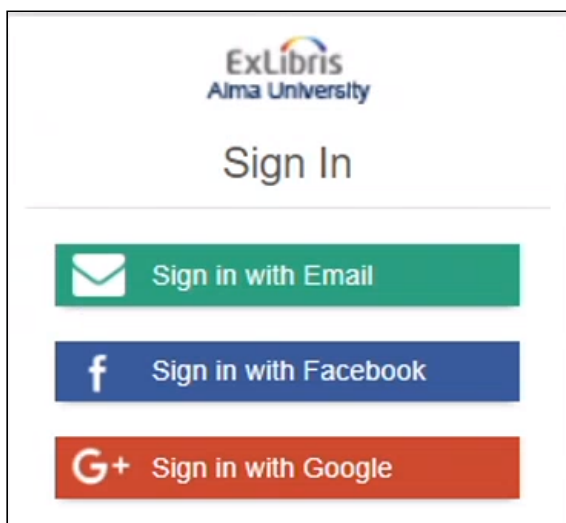 ExLibris
Alma University
Sign In
Sign in with Email
f Sign in with Facebook
G+ Sign in with Google